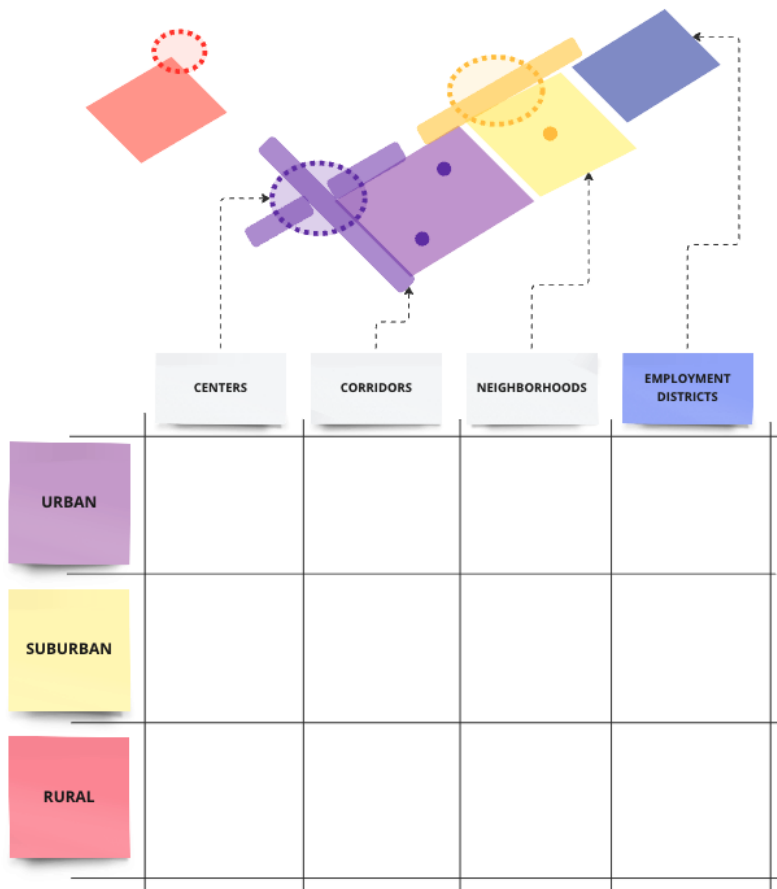 CENTERS
CORRIDORS
NEIGHBORHOODS
EMPLOYMENT
DISTRICTS
URBAN
SUBURBAN
RURAL